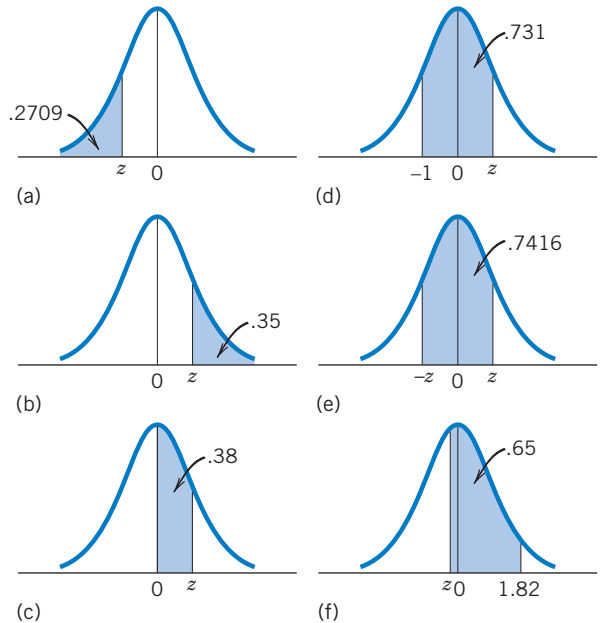 .2709
z 0
(a)
.35
0 z
(b)
.38
0 z
(c)
.731
–1 0 z
(d)
.7416
–z 0 z
(e)
.65
z 0 1.82
(f)